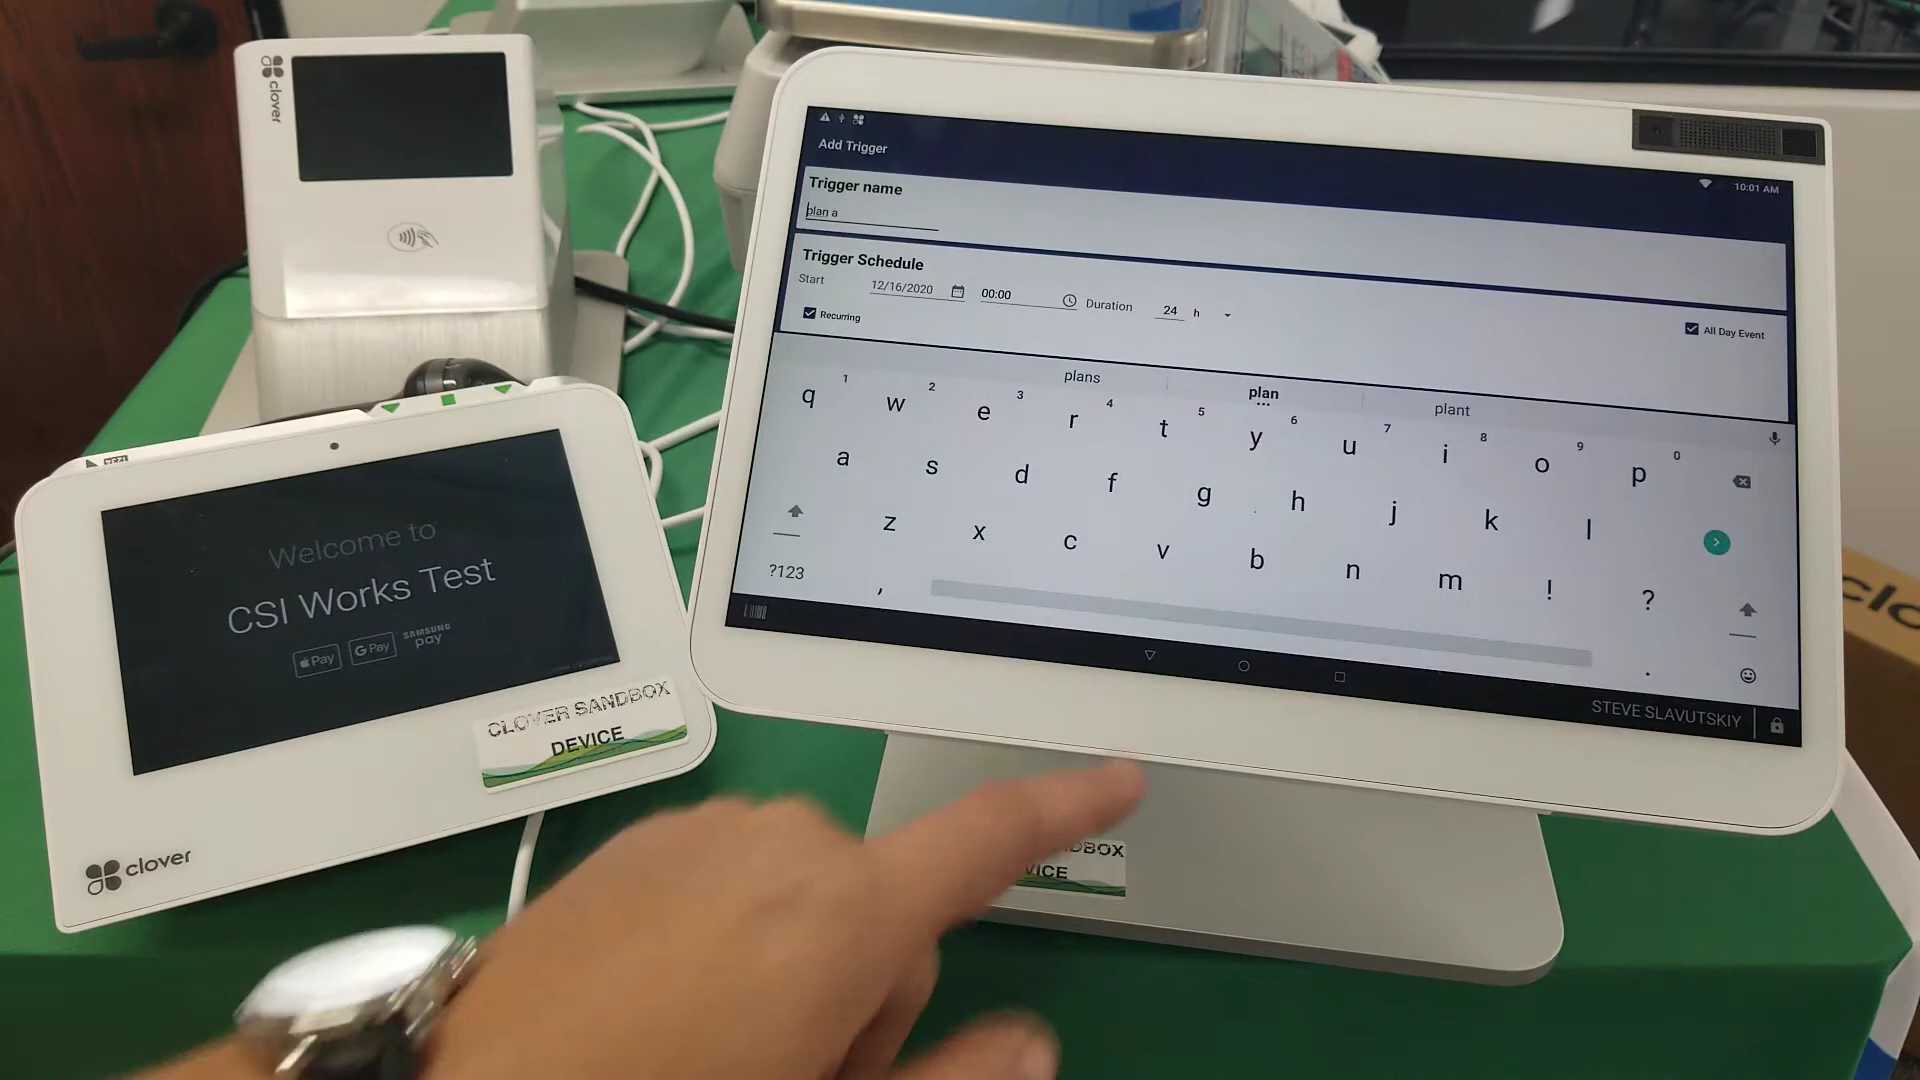 clover
Add Trigger
10:01 AM
Trigger name
plan a
Trigger Schedule
Start 12/16/2020 00:00 Duration 24 h
Recurring
All Day Event
plans plan plant
1 2 3 4 5 6 7 8 9 0
q w e r t y u i o p
a s d f g h j k l
z x c v b n m ! ?
?123 , .
STEVE SLAVUTSKIY
Welcome to
CSI Works Test
Pay G Pay SAMSUNG pay
CLOVER SANDBOX
DEVICE
clover
DBOX
VICE
clo